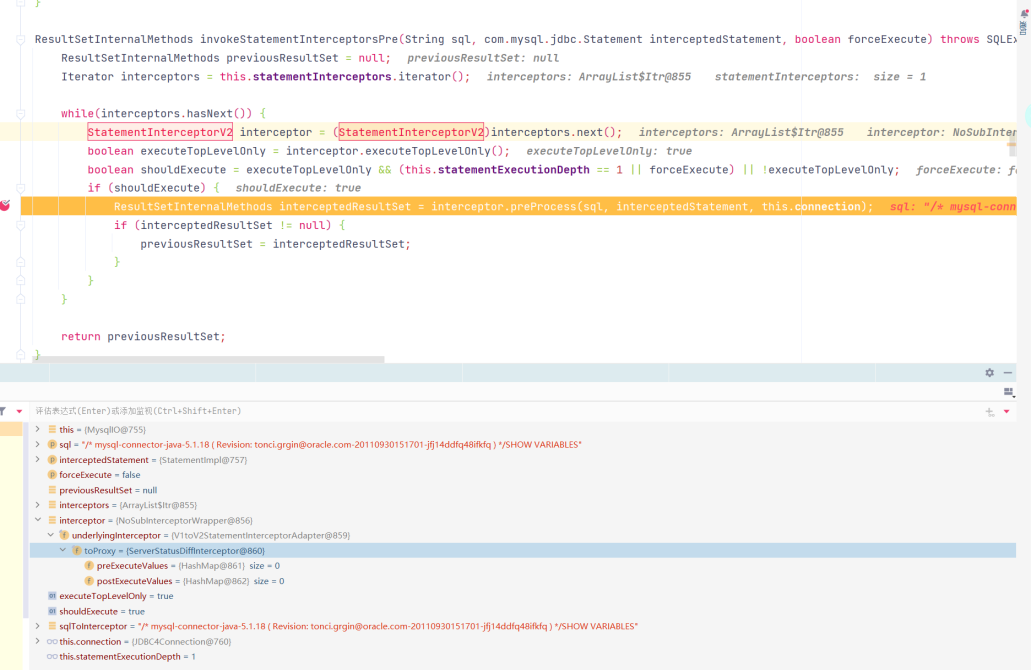 }
ResultSetInternalMethods invokeStatementInterceptorsPre(String sql, com.mysql.jdbc.Statement interceptedStatement, boolean forceExecute) throws SQLEx
ResultSetInternalMethods previousResultSet = null; previousResultSet: null
Iterator interceptors = this.statementInterceptors.iterator(); interceptors: ArrayList$Itr@855 statementInterceptors: size = 1
while(interceptors.hasNext()) {
StatementInterceptorV2 interceptor = (StatementInterceptorV2)interceptors.next(); interceptors: ArrayList$Itr@855 interceptor: NoSubInter
boolean executeTopLevelOnly = interceptor.executeTopLevelOnly(); executeTopLevelOnly: true
boolean shouldExecute = executeTopLevelOnly && (this.statementExecutionDepth == 1 || forceExecute) || !executeTopLevelOnly; forceExecute: f
if (shouldExecute) { shouldExecute: true
ResultSetInternalMethods interceptedResultSet = interceptor.preProcess(sql, interceptedStatement, this.connection); sql: "/* mysql-conn
if (interceptedResultSet != null) {
previousResultSet = interceptedResultSet;
}
}
}
return previousResultSet;
}
评估表达式(Enter)或添加监视(Ctrl+Shift+Enter)
this = {MysqlIO@755}
sql = "/* mysql-connector-java-5.1.18 ( Revision: tonci.grgin@oracle.com-20110930151701-jfj14ddfq48ifkfq ) */SHOW VARIABLES"
interceptedStatement = {StatementImpl@757}
forceExecute = false
previousResultSet = null
interceptors = {ArrayList$Itr@855}
interceptor = {NoSubInterceptorWrapper@856}
underlyingInterceptor = {V1toV2StatementInterceptorAdapter@859}
toProxy = {ServerStatusDiffInterceptor@860}
preExecuteValues = {HashMap@861} size = 0
postExecuteValues = {HashMap@862} size = 0
executeTopLevelOnly = true
shouldExecute = true
sqlToInterceptor = "/* mysql-connector-java-5.1.18 ( Revision: tonci.grgin@oracle.com-20110930151701-jfj14ddfq48ifkfq ) */SHOW VARIABLES"
this.connection = {JDBC4Connection@760}
this.statementExecutionDepth = 1